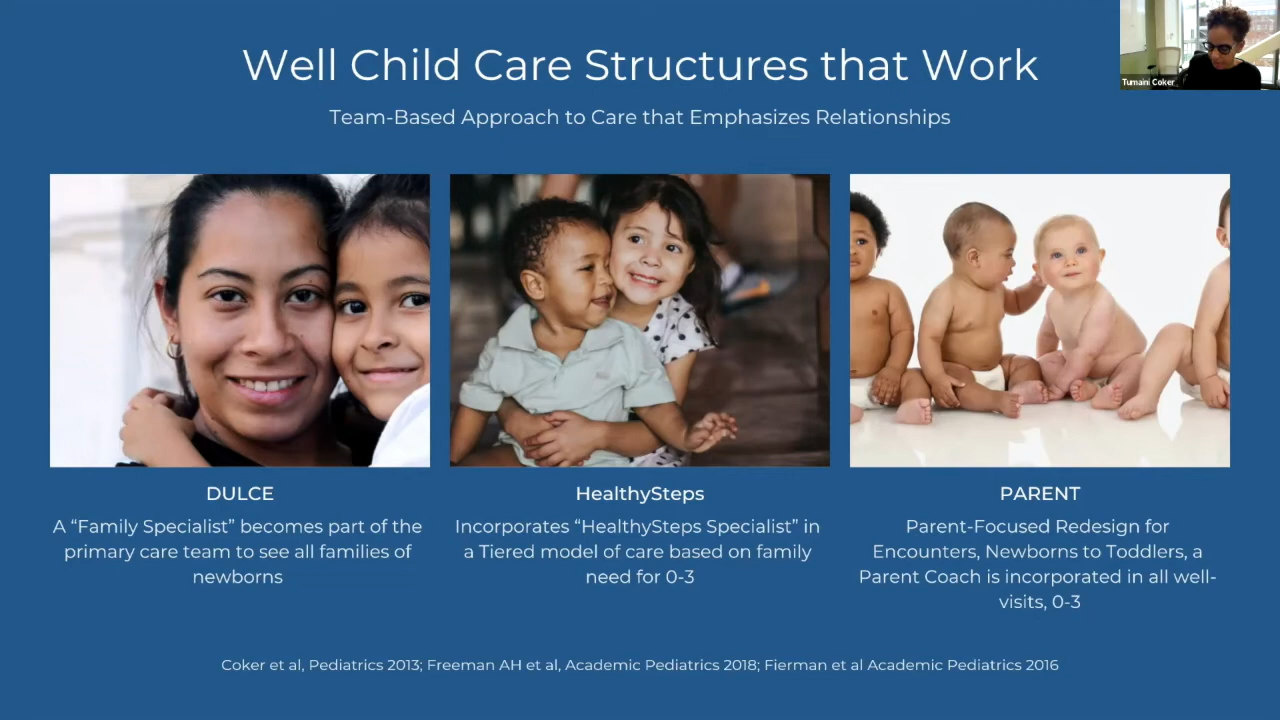 Well Child Care Structures that Work
Tumaini Coker
Team-Based Approach to Care that Emphasizes Relationships
DULCE
A “Family Specialist” becomes part of the
primary care team to see all families of
newborns
HealthySteps
Incorporates “HealthySteps Specialist” in
a Tiered model of care based on family
need for 0-3
PARENT
Parent-Focused Redesign for
Encounters, Newborns to Toddlers, a
Parent Coach is incorporated in all well-
visits, 0-3
Coker et al, Pediatrics 2013; Freeman AH et al, Academic Pediatrics 2018; Fierman et al Academic Pediatrics 2016